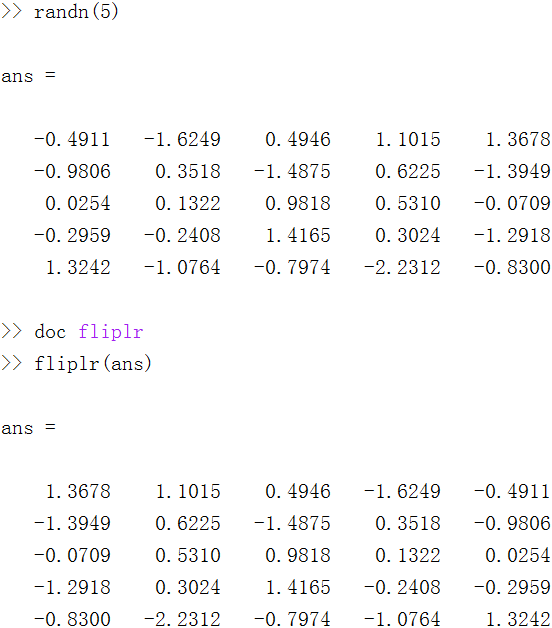 >> randn(5)
ans =
-0.4911 -1.6249 0.4946 1.1015 1.3678
-0.9806 0.3518 -1.4875 0.6225 -1.3949
0.0254 0.1322 0.9818 0.5310 -0.0709
-0.2959 -0.2408 1.4165 0.3024 -1.2918
1.3242 -1.0764 -0.7974 -2.2312 -0.8300
>> doc fliplr
>> fliplr(ans)
ans =
1.3678 1.1015 0.4946 -1.6249 -0.4911
-1.3949 0.6225 -1.4875 0.3518 -0.9806
-0.0709 0.5310 0.9818 0.1322 0.0254
-1.2918 0.3024 1.4165 -0.2408 -0.2959
-0.8300 -2.2312 -0.7974 -1.0764 1.3242